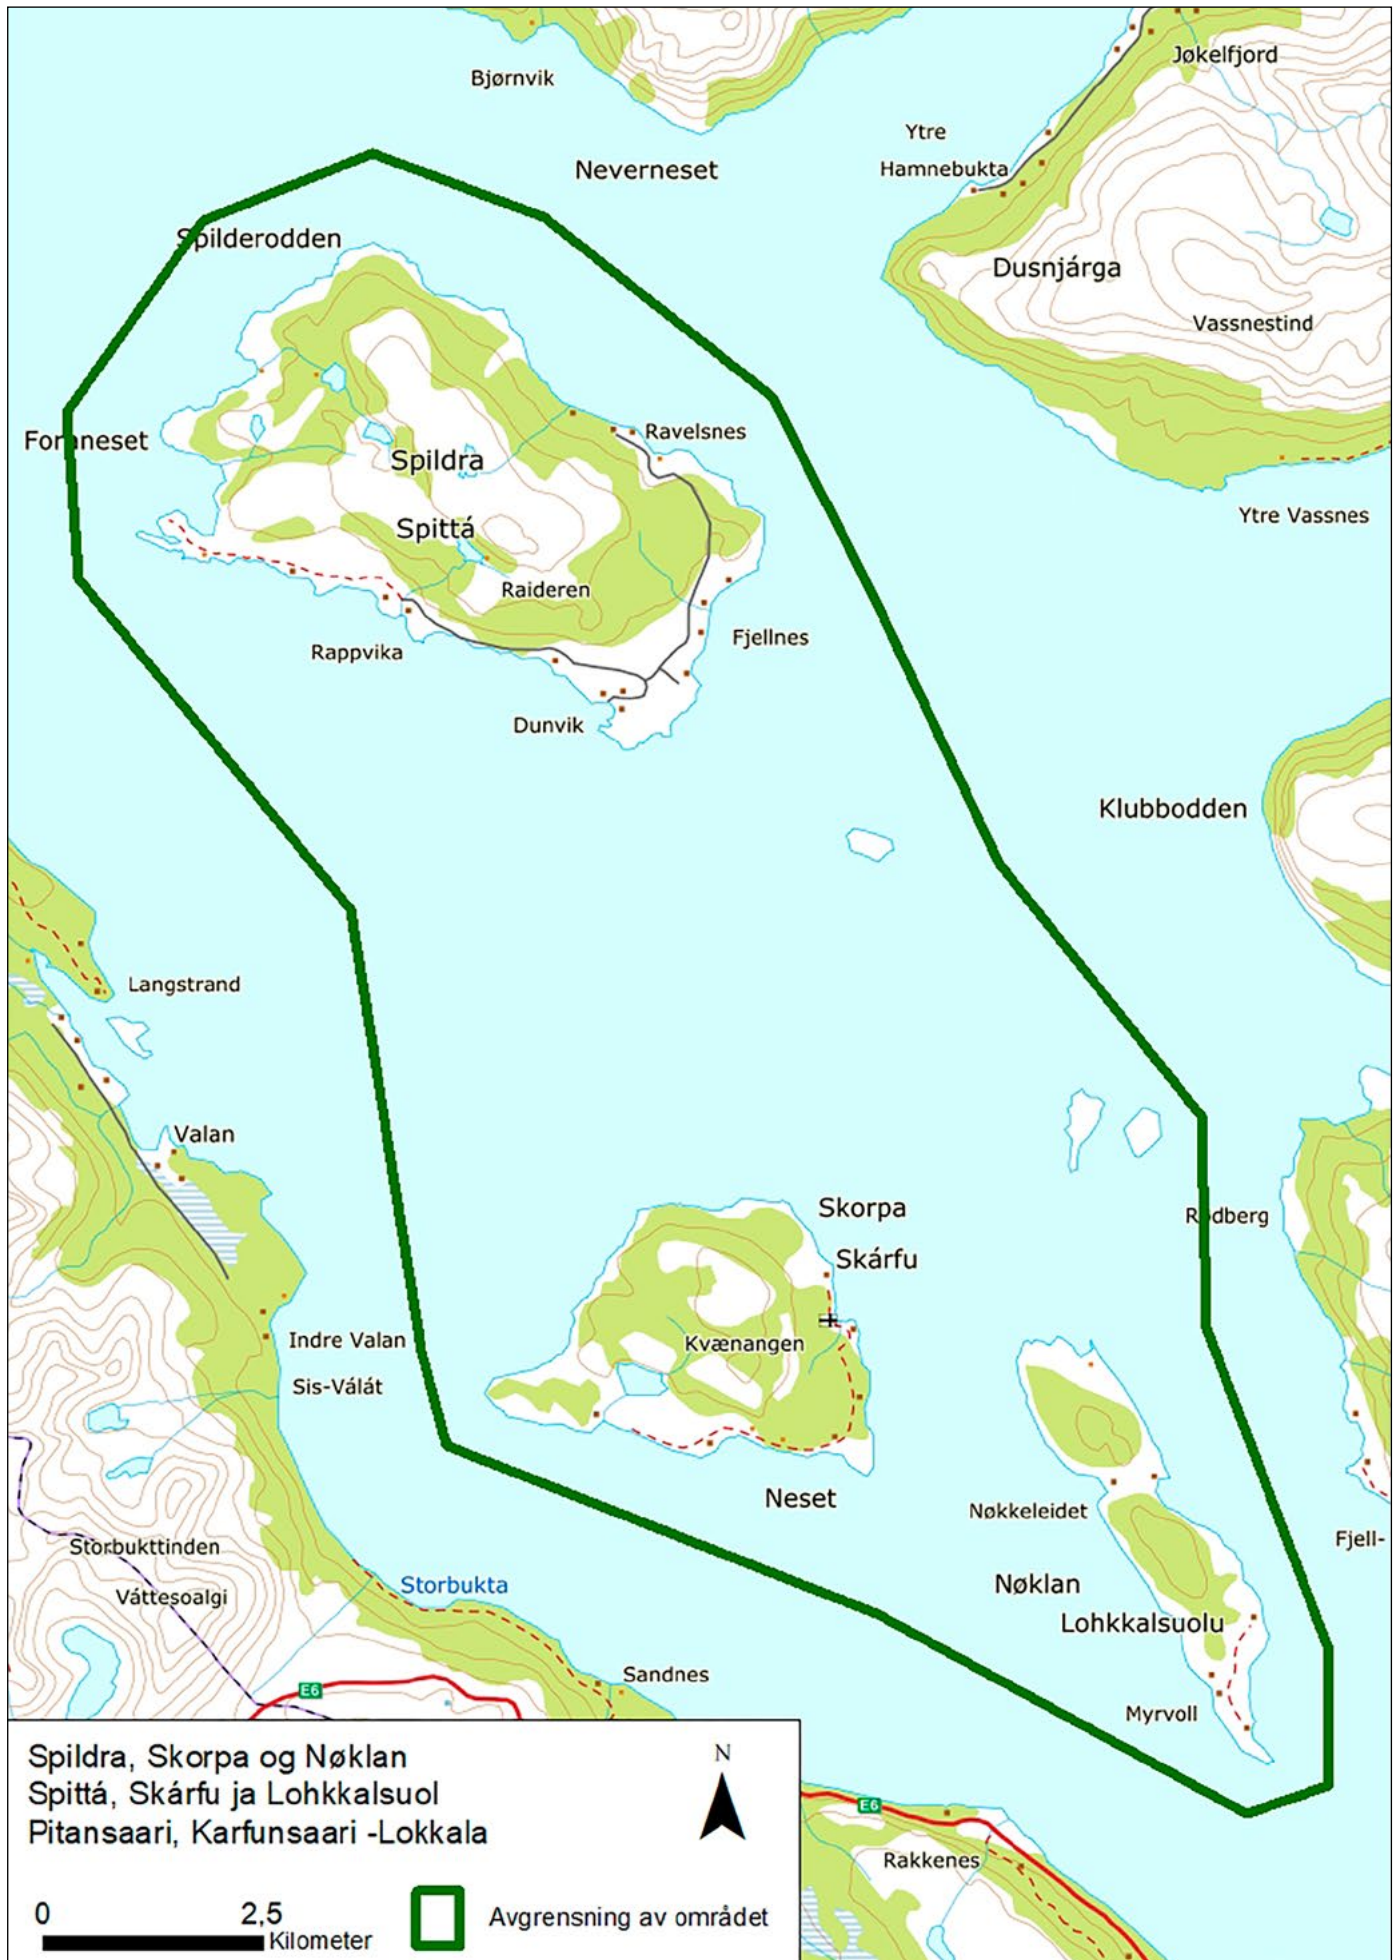 Jøkelfjord
Bjørnvik
Ytre
Hamnebukta
Neverneset
Spilderodden
Dusnjárga
Vassnestind
Ravelsnes
Spildra
Ytre Vassnes
Spittá
Raideren
Fjellnes
Rappvika
Dunvik
Klubbodden
Langstrand
Valan
Skorpa
Skárfu
Indre Valan
Kvænangen
Sis-Válát
Neset
Nøkkeleidet
Fjell-
Storbukttinden
Váttesoalgi
Storbukta
Nøklan
Lohkkalsuolu
Sandnes
E6
Myrvoll
Spildra, Skorpa og Nøklan
Spittá, Skárfu ja Lohkkalsuol
Pitansaari, Karfunsaari -Lokkala
N
E6
Rakkenes
0 2,5
Kilometer
Avgrensning av området